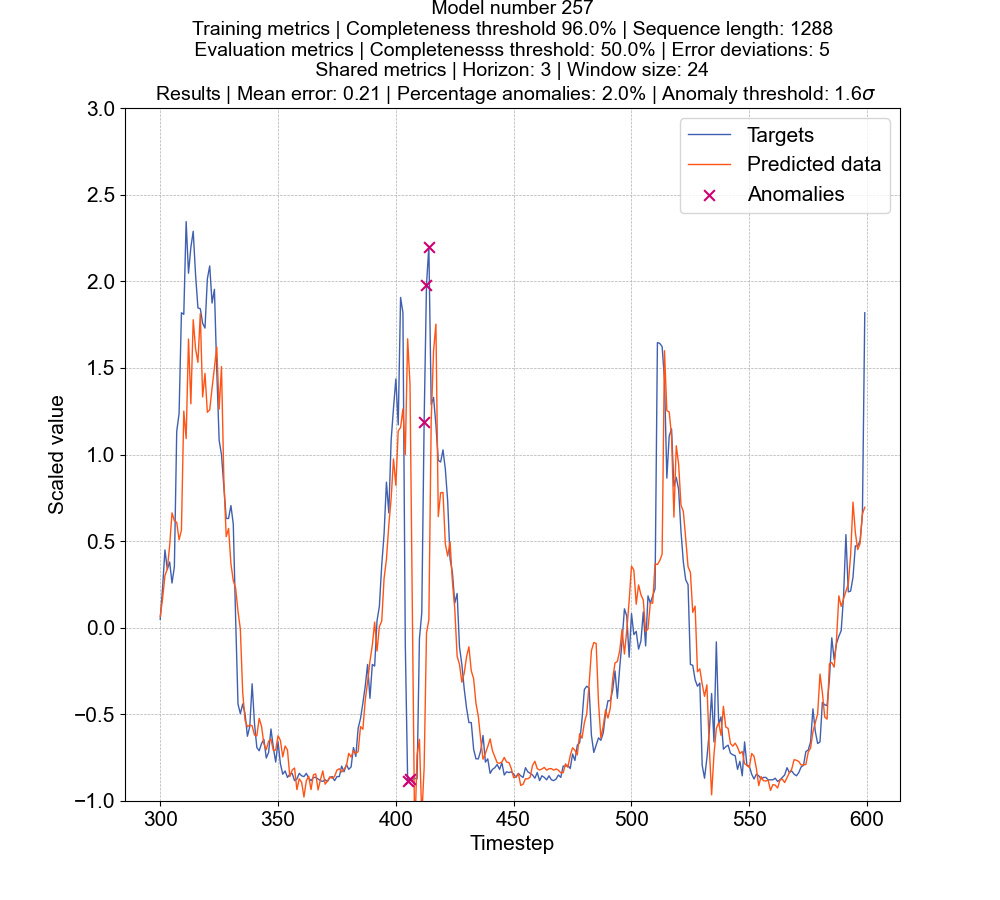 Model number 257
Training metrics | Completeness threshold 96.0% | Sequence length: 1288
Evaluation metrics | Completenesss threshold: 50.0% | Error deviations: 5
Shared metrics | Horizon: 3 | Window size: 24
Results | Mean error: 0.21 | Percentage anomalies: 2.0% | Anomaly threshold: 1.6σ
Targets
Predicted data
Anomalies
Scaled value
3.0
2.5
2.0
1.5
1.0
0.5
0.0
−0.5
−1.0
300 350 400 450 500 550 600
Timestep